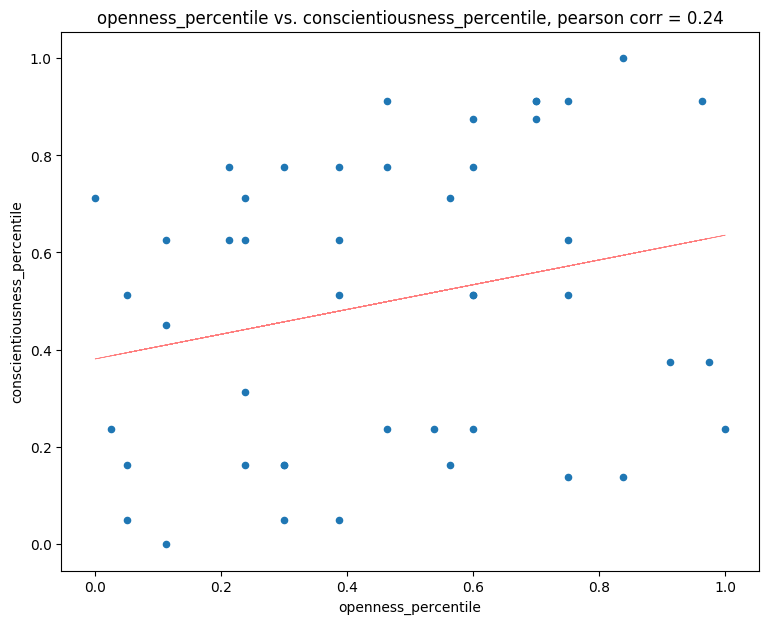 openness_percentile vs. conscientiousness_percentile, pearson corr = 0.24
conscientiousness_percentile
1.0
0.8
0.6
0.4
0.2
0.0
0.0 0.2 0.4 0.6 0.8 1.0
openness_percentile